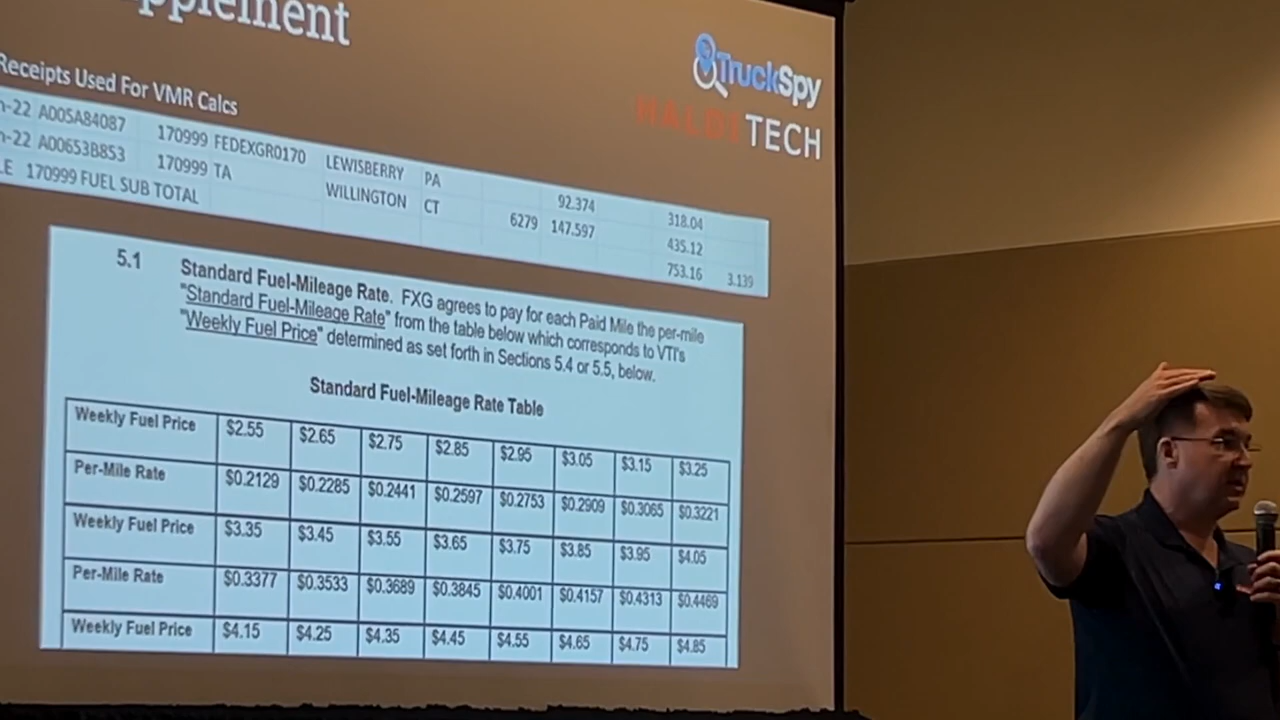 pplement
TruckSpy
HALDI TECH
Receipts Used For VMR Calcs
-22 A005A84087 170999 FEDEXGR0170 LEWISBERRY PA 92.374 318.04
-22 A00653B853 170999 TA WILLINGTON CT 6279 147.597 435.12
LE 170999 FUEL SUB TOTAL 753.16 3.139
5.1 Standard Fuel-Mileage Rate. FXG agrees to pay for each Paid Mile the per-mile
"Standard Fuel-Mileage Rate" from the table below which corresponds to VTI's
"Weekly Fuel Price" determined as set forth in Sections 5.4 or 5.5, below.
Standard Fuel-Mileage Rate Table
Weekly Fuel Price $2.55 $2.65 $2.75 $2.85 $2.95 $3.05 $3.15 $3.25
Per-Mile Rate $0.2129 $0.2285 $0.2441 $0.2597 $0.2753 $0.2909 $0.3065 $0.3221
Weekly Fuel Price $3.35 $3.45 $3.55 $3.65 $3.75 $3.85 $3.95 $4.05
Per-Mile Rate $0.3377 $0.3533 $0.3689 $0.3845 $0.4001 $0.4157 $0.4313 $0.4469
Weekly Fuel Price $4.15 $4.25 $4.35 $4.45 $4.55 $4.65 $4.75 $4.85